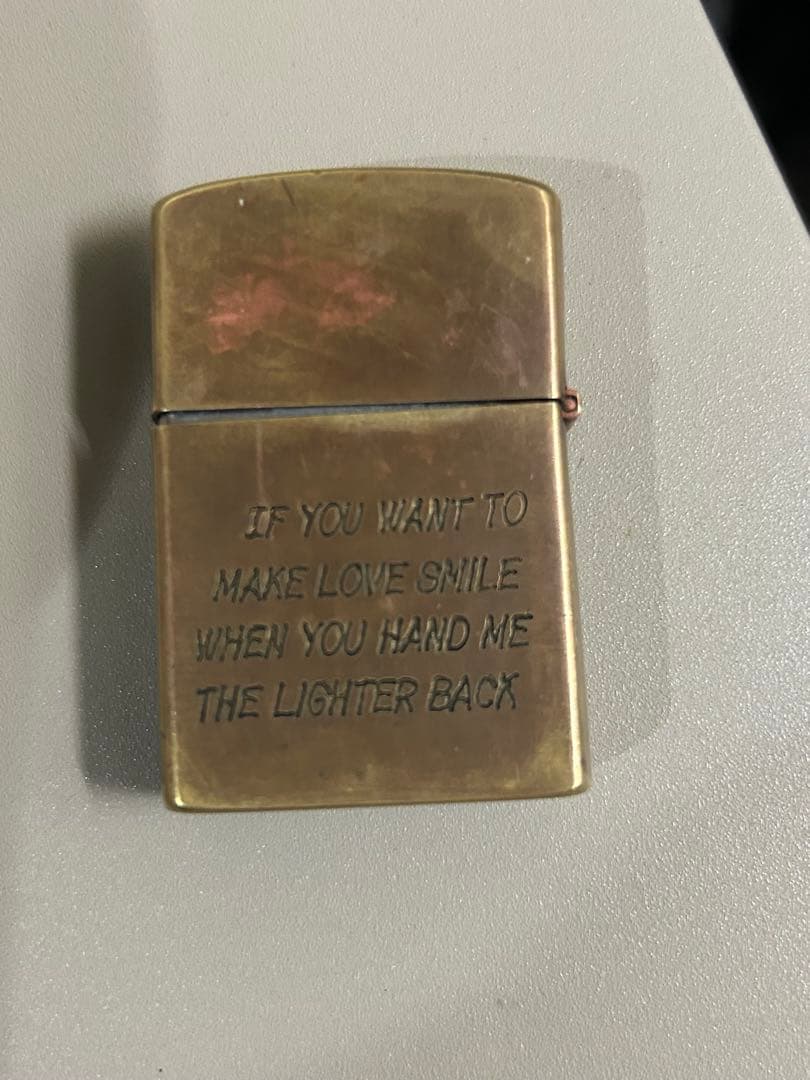 IF YOU WANT TO
MAKE LOVE SMILE
WHEN YOU HAND ME
THE LIGHTER BACK